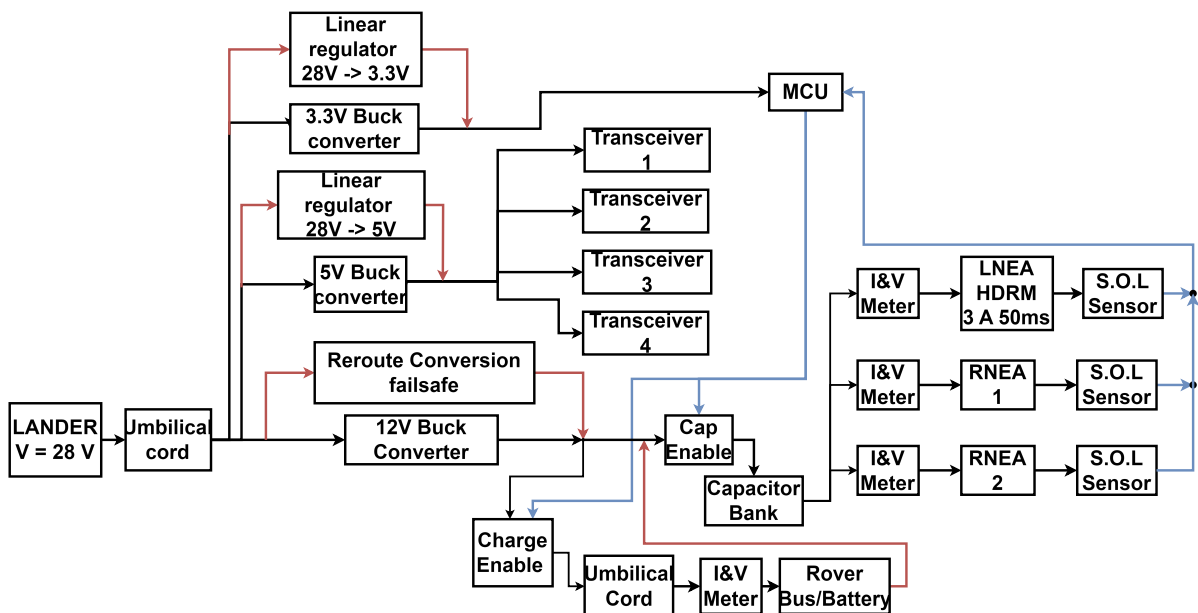 Linear
regulator
28V -> 3.3V
3.3V Buck
converter
MCU
Transceiver
1
Linear
regulator
28V -> 5V
Transceiver
2
5V Buck
converter
Transceiver
3
Transceiver
4
I&V
Meter
LNEA
HDRM
3 A 50ms
S.O.L
Sensor
Reroute Conversion
failsafe
I&V
Meter
RNEA
1
S.O.L
Sensor
LANDER
V = 28 V
Umbilical
cord
12V Buck
Converter
Cap
Enable
I&V
Meter
RNEA
2
S.O.L
Sensor
Capacitor
Bank
Charge
Enable
Umbilical
Cord
I&V
Meter
Rover
Bus/Battery